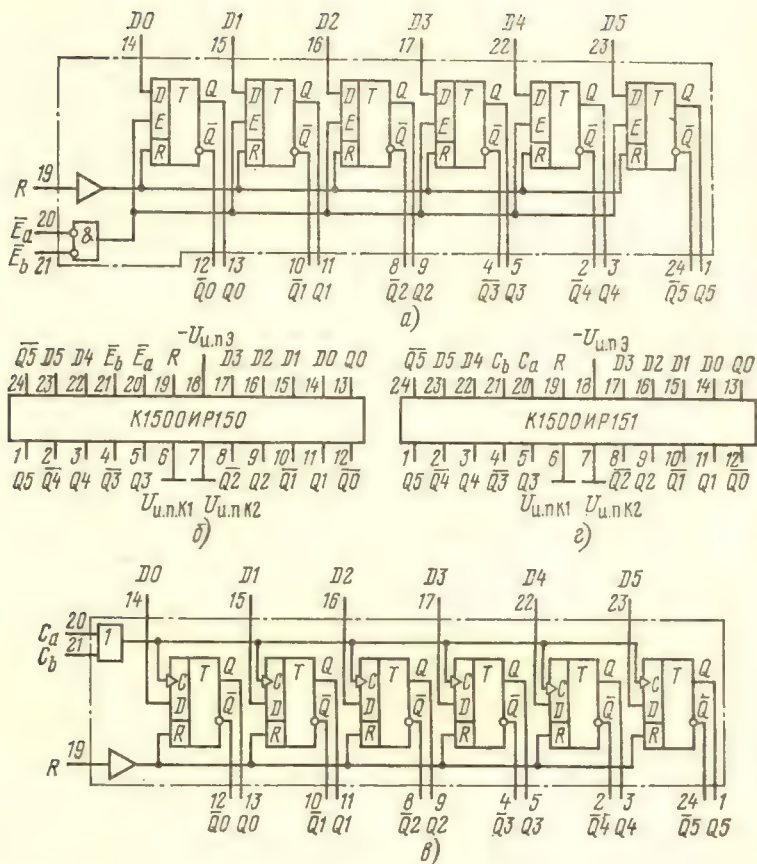 D0 D1 D2 D3 D4 D5
14 15 16 17 22 23
D T Q D T Q D T Q D T Q D T Q D T Q
E Q̅ E Q̅ E Q̅ E Q̅ E Q̅ E Q̅
R R R R R R
R 19
E̅a 20 &
E̅b 21
12 13 10 11 8 9 4 5 2 3 24 1
Q̅0 Q0 Q̅1 Q1 Q̅2 Q2 Q̅3 Q3 Q̅4 Q4 Q̅5 Q5
а)
-Uи.пЭ
Q̅5 D5 D4 E̅b E̅a R D3 D2 D1 D0 Q0
24 23 22 21 20 19 18 17 16 15 14 13
К1500ИР150
1 2 3 4 5 6 7 8 9 10 11 12
Q5 Q̅4 Q4 Q̅3 Q3 Q̅2 Q2 Q̅1 Q1 Q̅0
Uи.пК1 Uи.пК2
б)
-Uи.пЭ
Q̅5 D5 D4 Cb Ca R D3 D2 D1 D0 Q0
24 23 22 21 20 19 18 17 16 15 14 13
К1500ИР151
1 2 3 4 5 6 7 8 9 10 11 12
Q5 Q̅4 Q4 Q̅3 Q3 Q̅2 Q2 Q̅1 Q1 Q̅0
Uи.пК1 Uи.пК2
г)
D0 D1 D2 D3 D4 D5
14 15 16 17 22 23
Ca 20 1
Cb 21
C T Q C T Q C T Q C T Q C T Q C T Q
D Q̅ D Q̅ D Q̅ D Q̅ D Q̅ D Q̅
R R R R R R
R 19
12 13 10 11 8 9 4 5 2 3 24 1
Q̅0 Q0 Q̅1 Q1 Q̅2 Q2 Q̅3 Q3 Q̅4 Q4 Q̅5 Q5
в)